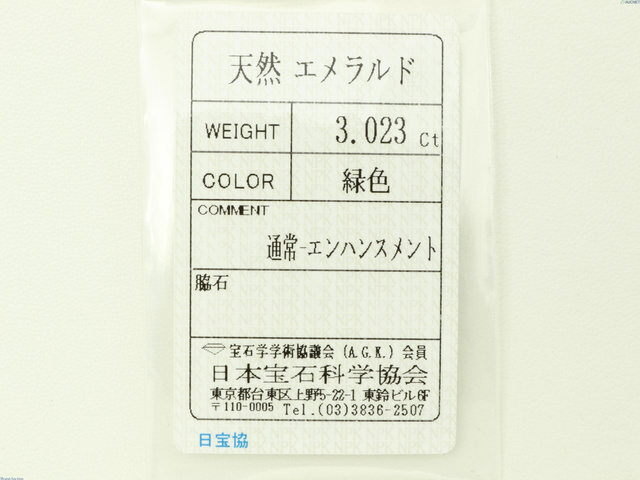 天然 エメラルド
WEIGHT 3.023 Ct
COLOR 緑色
COMMENT
通常-エンハンスメント
脇石
宝石学学術協議会 (A.G.K.) 会員
日本宝石科学協会
東京都台東区上野5-22-1 東鈴ビル6F
〒110-0005 Tel.(03)3836-2507
日宝協